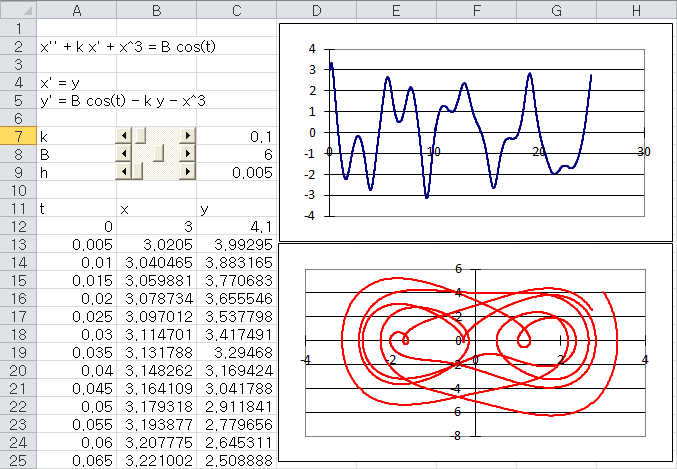 A B C D E F G H
1
2 x'' + k x' + x^3 = B cos(t)
3
4 x' = y
5 y' = B cos(t) - k y - x^3
6
7 k 0,1
8 B 6
9 h 0,005
10
11 t x y
12 0 3 4,1
13 0,005 3,0205 3,99295
14 0,01 3,040465 3,883165
15 0,015 3,059881 3,770683
16 0,02 3,078734 3,655546
17 0,025 3,097012 3,537798
18 0,03 3,114701 3,417491
19 0,035 3,131788 3,29468
20 0,04 3,148262 3,169424
21 0,045 3,164109 3,041788
22 0,05 3,179318 2,911841
23 0,055 3,193877 2,779656
24 0,06 3,207775 2,645311
25 0,065 3,221002 2,508888
4
3
2
1
0
-1
-2
-3
-4
0 10 20 30
6
4
2
0
-2
-4
-6
-8
-4 -2 0 2 4